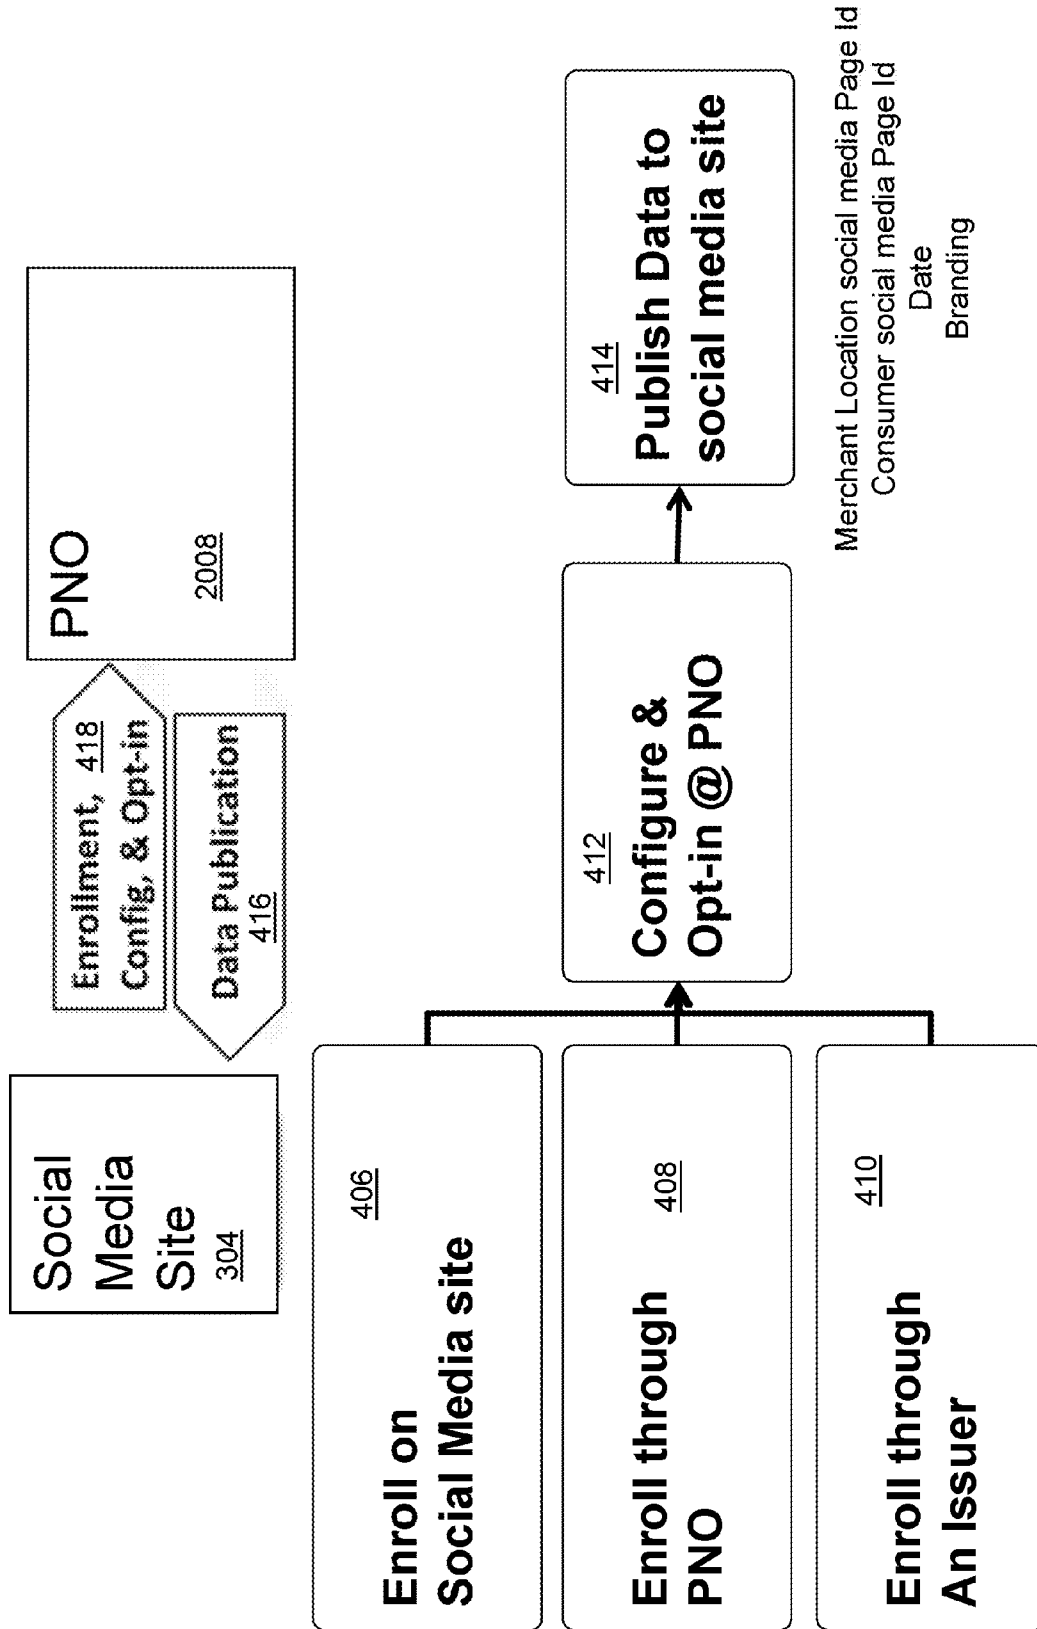 Social
Media
Site
304
Enrollment, 418
Config, & Opt-in
Data Publication
416
PNO
2008
406
Enroll on
Social Media site
408
Enroll through
PNO
410
Enroll through
An Issuer
412
Configure &
Opt-in @ PNO
414
Publish Data to
social media site
Merchant Location social media Page Id
Consumer social media Page Id
Date
Branding